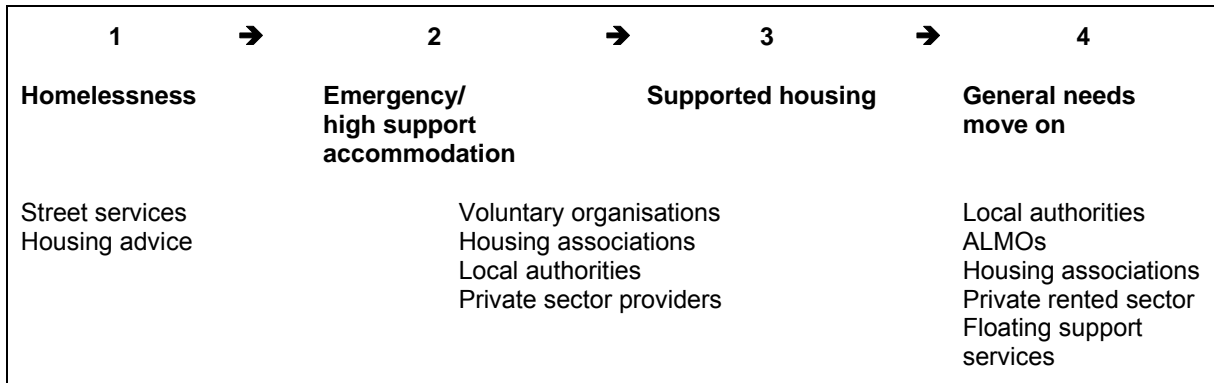 1 ➔ 2 ➔ 3 ➔ 4
Homelessness
Emergency/
high support
accommodation
Supported housing
General needs
move on
Street services
Housing advice
Voluntary organisations
Housing associations
Local authorities
Private sector providers
Local authorities
ALMOs
Housing associations
Private rented sector
Floating support
services